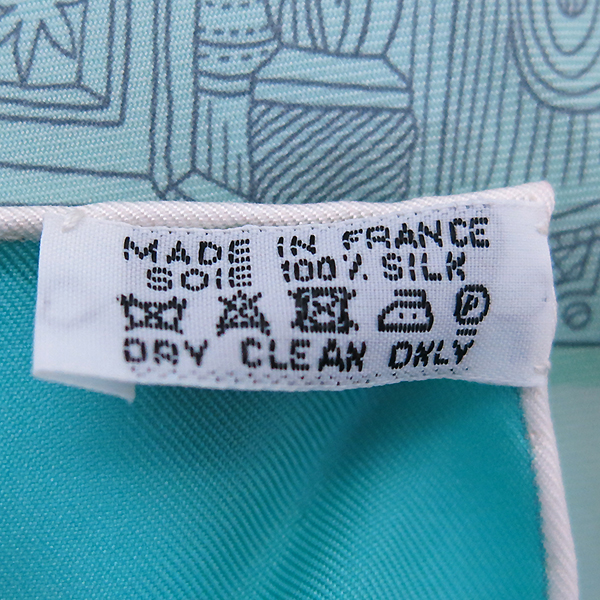 MADE IN FRANCE
SOIE 100% SILK
P
DRY CLEAN ONLY